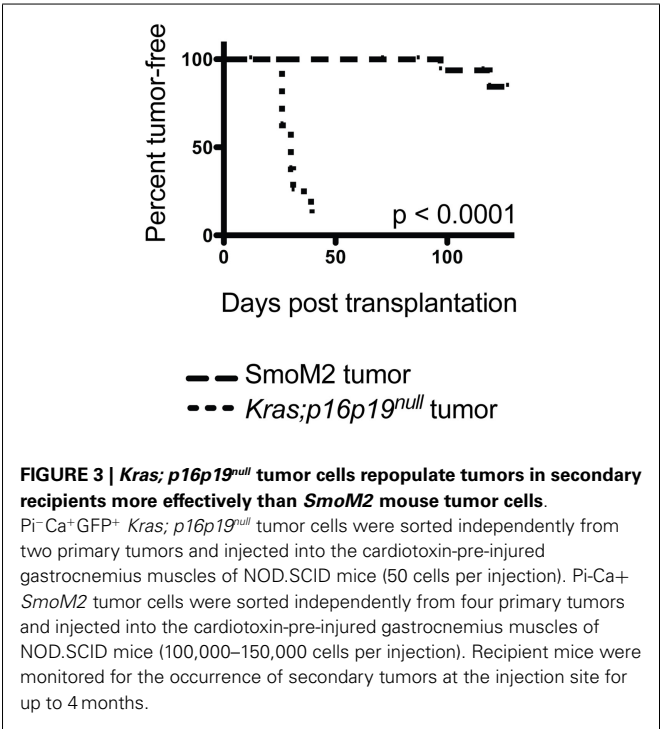 Percent tumor-free
100
50
0
p < 0.0001
0 50 100
Days post transplantation
SmoM2 tumor
Kras;p16p19null tumor
FIGURE 3 | Kras; p16p19null tumor cells repopulate tumors in secondary
recipients more effectively than SmoM2 mouse tumor cells.
Pi−Ca+GFP+ Kras; p16p19null tumor cells were sorted independently from
two primary tumors and injected into the cardiotoxin-pre-injured
gastrocnemius muscles of NOD.SCID mice (50 cells per injection). Pi-Ca+
SmoM2 tumor cells were sorted independently from four primary tumors
and injected into the cardiotoxin-pre-injured gastrocnemius muscles of
NOD.SCID mice (100,000–150,000 cells per injection). Recipient mice were
monitored for the occurrence of secondary tumors at the injection site for
up to 4 months.